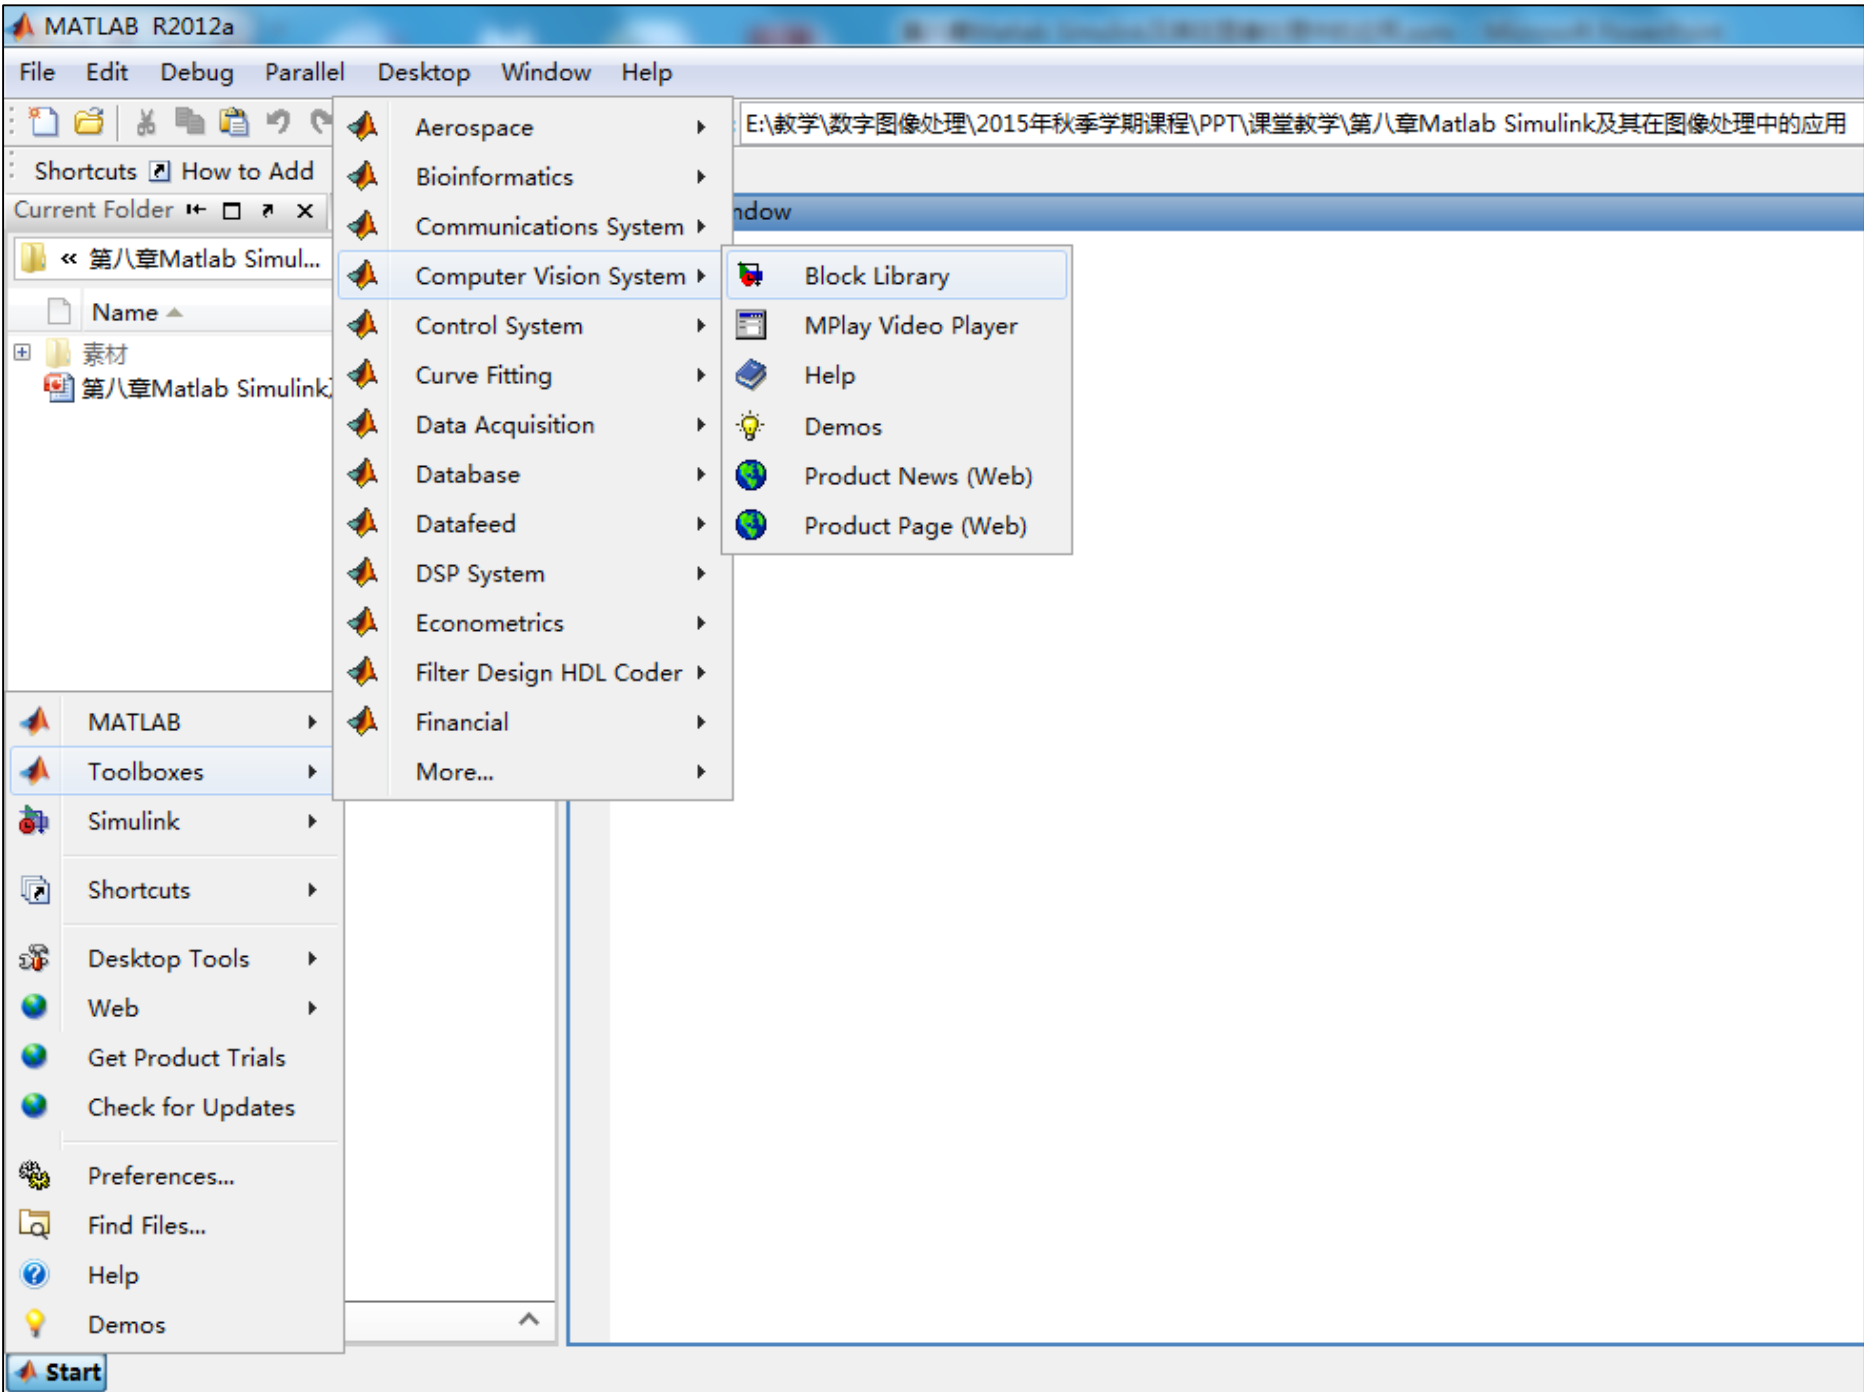 MATLAB R2012a
File Edit Debug Parallel Desktop Window Help
E:\教学\数字图像处理\2015年秋季学期课程\PPT\课堂教学\第八章Matlab Simulink及其在图像处理中的应用
Shortcuts How to Add
Current Folder
ndow
« 第八章Matlab Simul...
Name
素材
第八章Matlab Simulink
Aerospace
Bioinformatics
Communications System
Computer Vision System
Control System
Curve Fitting
Data Acquisition
Database
Datafeed
DSP System
Econometrics
Filter Design HDL Coder
Financial
More...
Block Library
MPlay Video Player
Help
Demos
Product News (Web)
Product Page (Web)
MATLAB
Toolboxes
Simulink
Shortcuts
Desktop Tools
Web
Get Product Trials
Check for Updates
Preferences...
Find Files...
Help
Demos
Start